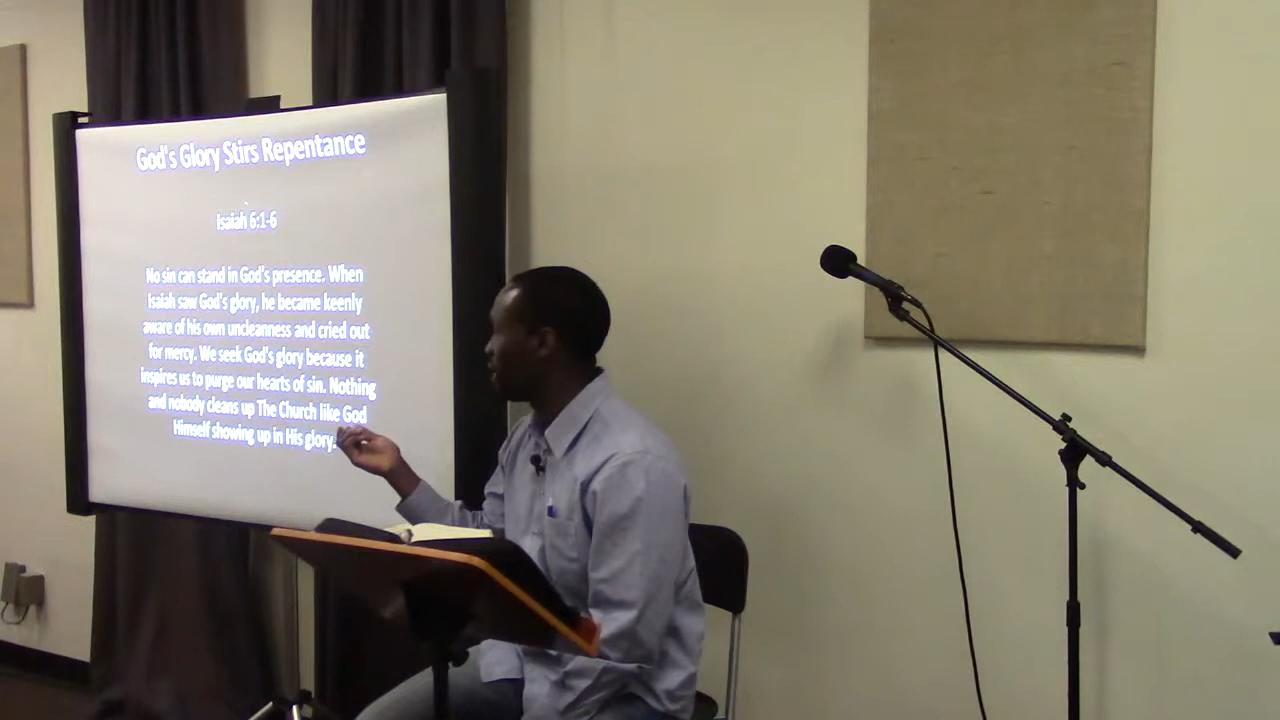 God's Glory Stirs Repentance
Isaiah 6:1-6
No sin can stand in God's presence. When
Isaiah saw God's glory, he became keenly
aware of his own uncleanness and cried out
for mercy. We seek God's glory because it
inspires us to purge our hearts of sin. Nothing
and nobody cleans up The Church like God
Himself showing up in His glory.